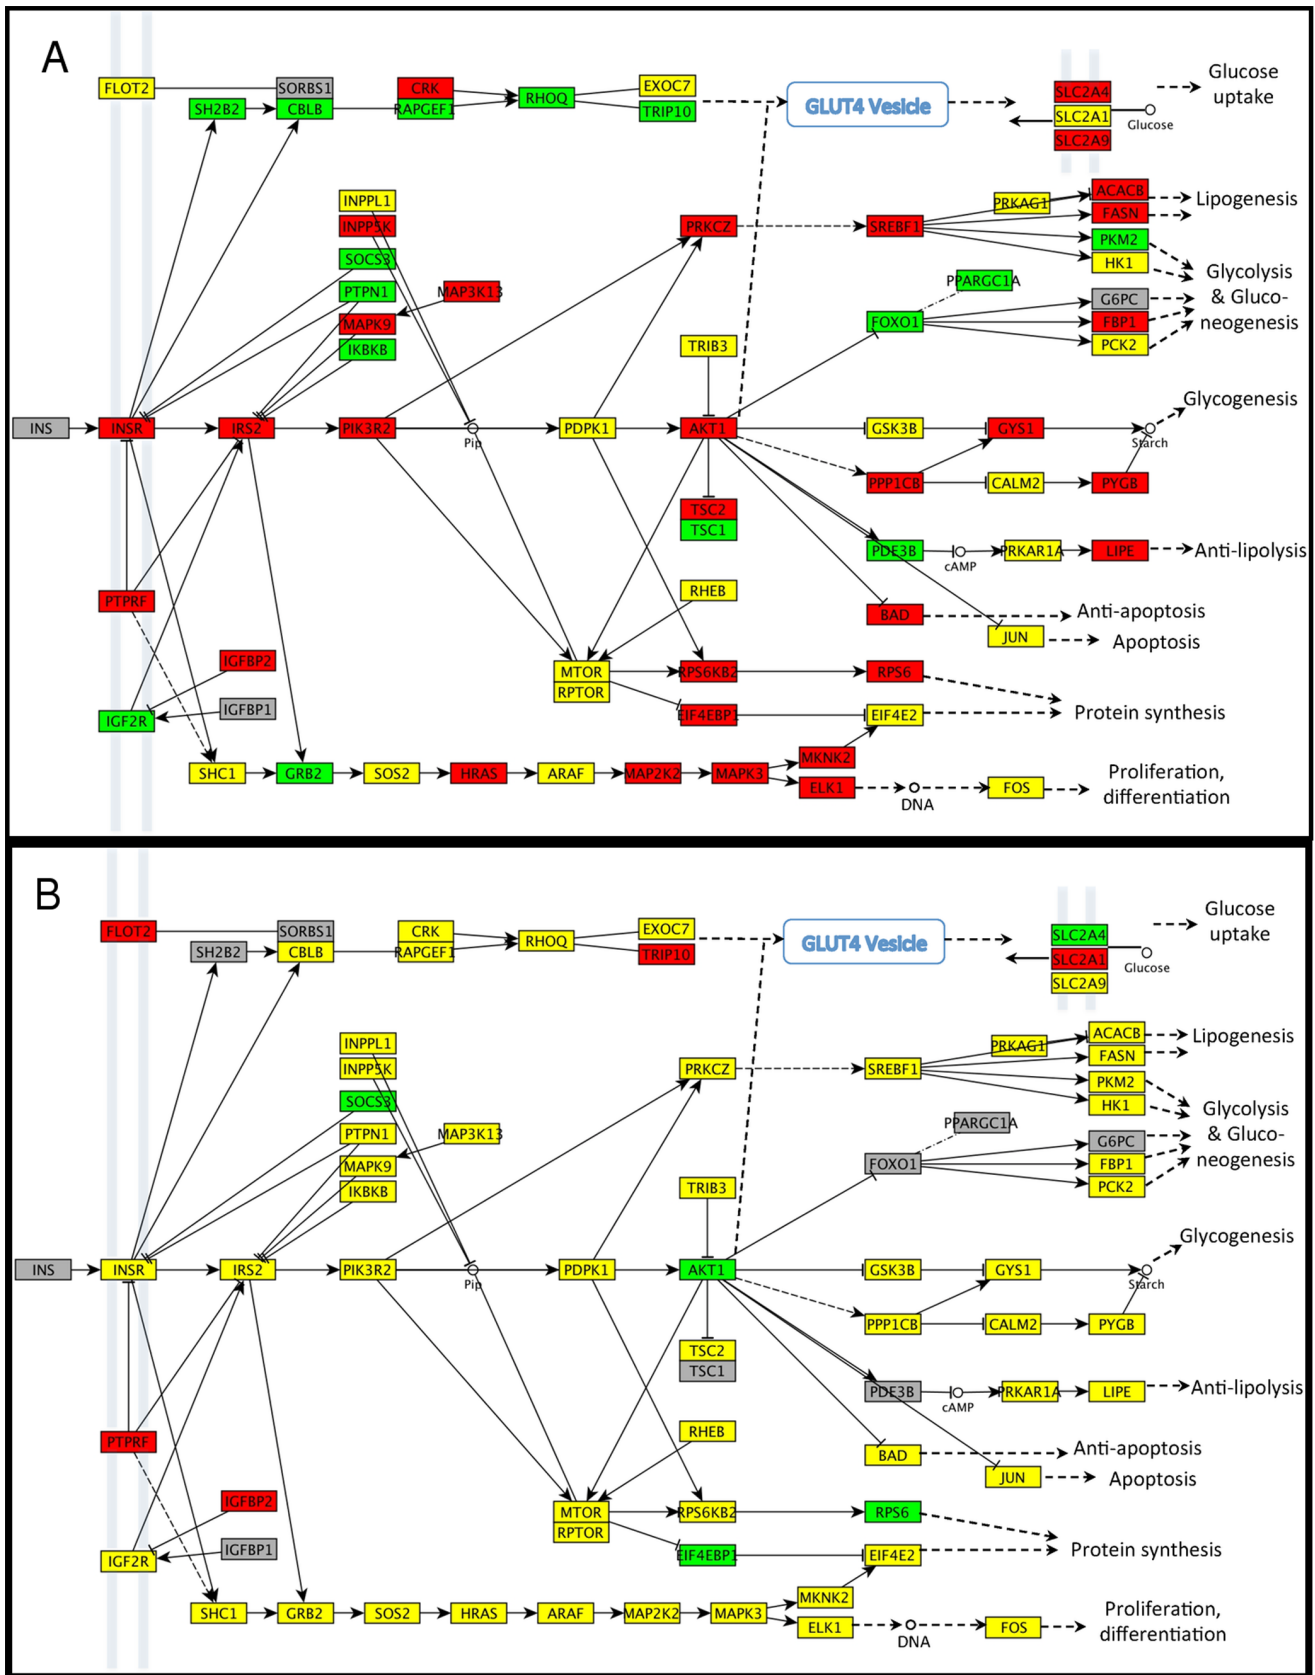 A
FLOT2
SORBS1
CRK
EXOC7
SH2B2
CBLB
RAPGEF1
RHOQ
TRIP10
GLUT4 Vesicle
SLC2A4
SLC2A1
SLC2A9
Glucose
Glucose
uptake
INPPL1
INPP5K
SOCS3
PTPN1
MAP3K13
MAPK9
IKBKB
PRKCZ
SREBF1
PRKAG1
ACACB
FASN
PKM2
HK1
Lipogenesis
PPARGC1A
FOXO1
G6PC
FBP1
PCK2
Glycolysis
& Gluco-
neogenesis
TRIB3
INS
INSR
IRS2
PIK3R2
Pip
PDPK1
AKT1
GSK3B
GYS1
Starch
Glycogenesis
PPP1CB
CALM2
PYGB
TSC2
TSC1
PDE3B
cAMP
PRKAR1A
LIPE
Anti-lipolysis
PTPRF
RHEB
BAD
Anti-apoptosis
JUN
Apoptosis
IGFBP2
IGFBP1
IGF2R
MTOR
RPTOR
RPS6KB2
RPS6
EIF4EBP1
EIF4E2
Protein synthesis
SHC1
GRB2
SOS2
HRAS
ARAF
MAP2K2
MAPK3
MKNK2
ELK1
DNA
FOS
Proliferation,
differentiation
B
FLOT2
SORBS1
CRK
EXOC7
SH2B2
CBLB
RAPGEF1
RHOQ
TRIP10
GLUT4 Vesicle
SLC2A4
SLC2A1
SLC2A9
Glucose
Glucose
uptake
INPPL1
INPP5K
SOCS3
PTPN1
MAP3K13
MAPK9
IKBKB
PRKCZ
SREBF1
PRKAG1
ACACB
FASN
PKM2
HK1
Lipogenesis
PPARGC1A
FOXO1
G6PC
FBP1
PCK2
Glycolysis
& Gluco-
neogenesis
TRIB3
INS
INSR
IRS2
PIK3R2
Pip
PDPK1
AKT1
GSK3B
GYS1
Starch
Glycogenesis
PPP1CB
CALM2
PYGB
TSC2
TSC1
PDE3B
cAMP
PRKAR1A
LIPE
Anti-lipolysis
PTPRF
RHEB
BAD
Anti-apoptosis
JUN
Apoptosis
IGFBP2
IGFBP1
IGF2R
MTOR
RPTOR
RPS6KB2
RPS6
EIF4EBP1
EIF4E2
Protein synthesis
SHC1
GRB2
SOS2
HRAS
ARAF
MAP2K2
MAPK3
MKNK2
ELK1
DNA
FOS
Proliferation,
differentiation